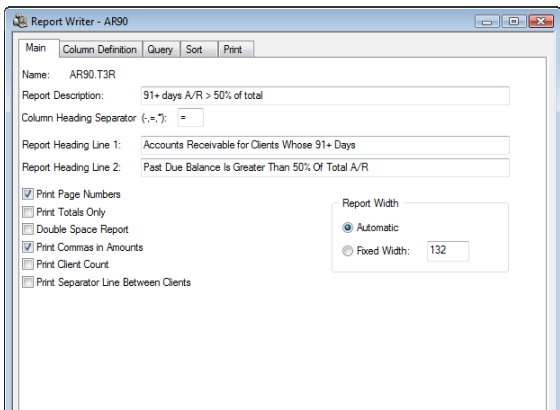 Report Writer - AR90
Main Column Definition Query Sort Print
Name: AR90.T3R
Report Description: 91+ days A/R > 50% of total
Column Heading Separator (-,=,*): =
Report Heading Line 1: Accounts Receivable for Clients Whose 91+ Days
Report Heading Line 2: Past Due Balance Is Greater Than 50% Of Total A/R
Print Page Numbers
Print Totals Only
Double Space Report
Print Commas in Amounts
Print Client Count
Print Separator Line Between Clients
Report Width
Automatic
Fixed Width: 132